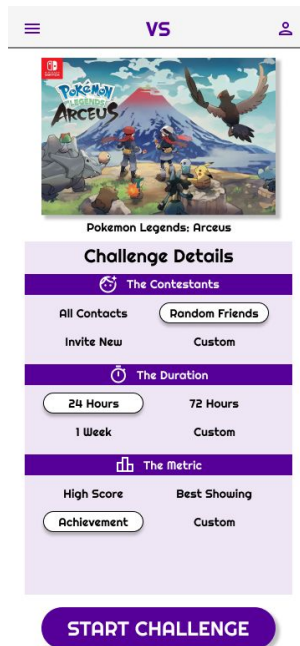 VS
Pokémon
LEGENDS:
ARCEUS
Pokemon Legends: Arceus
Challenge Details
The Contestants
All Contacts Random Friends
Invite New Custom
The Duration
24 Hours 72 Hours
1 Week Custom
The Metric
High Score Best Showing
Achievement Custom
START CHALLENGE